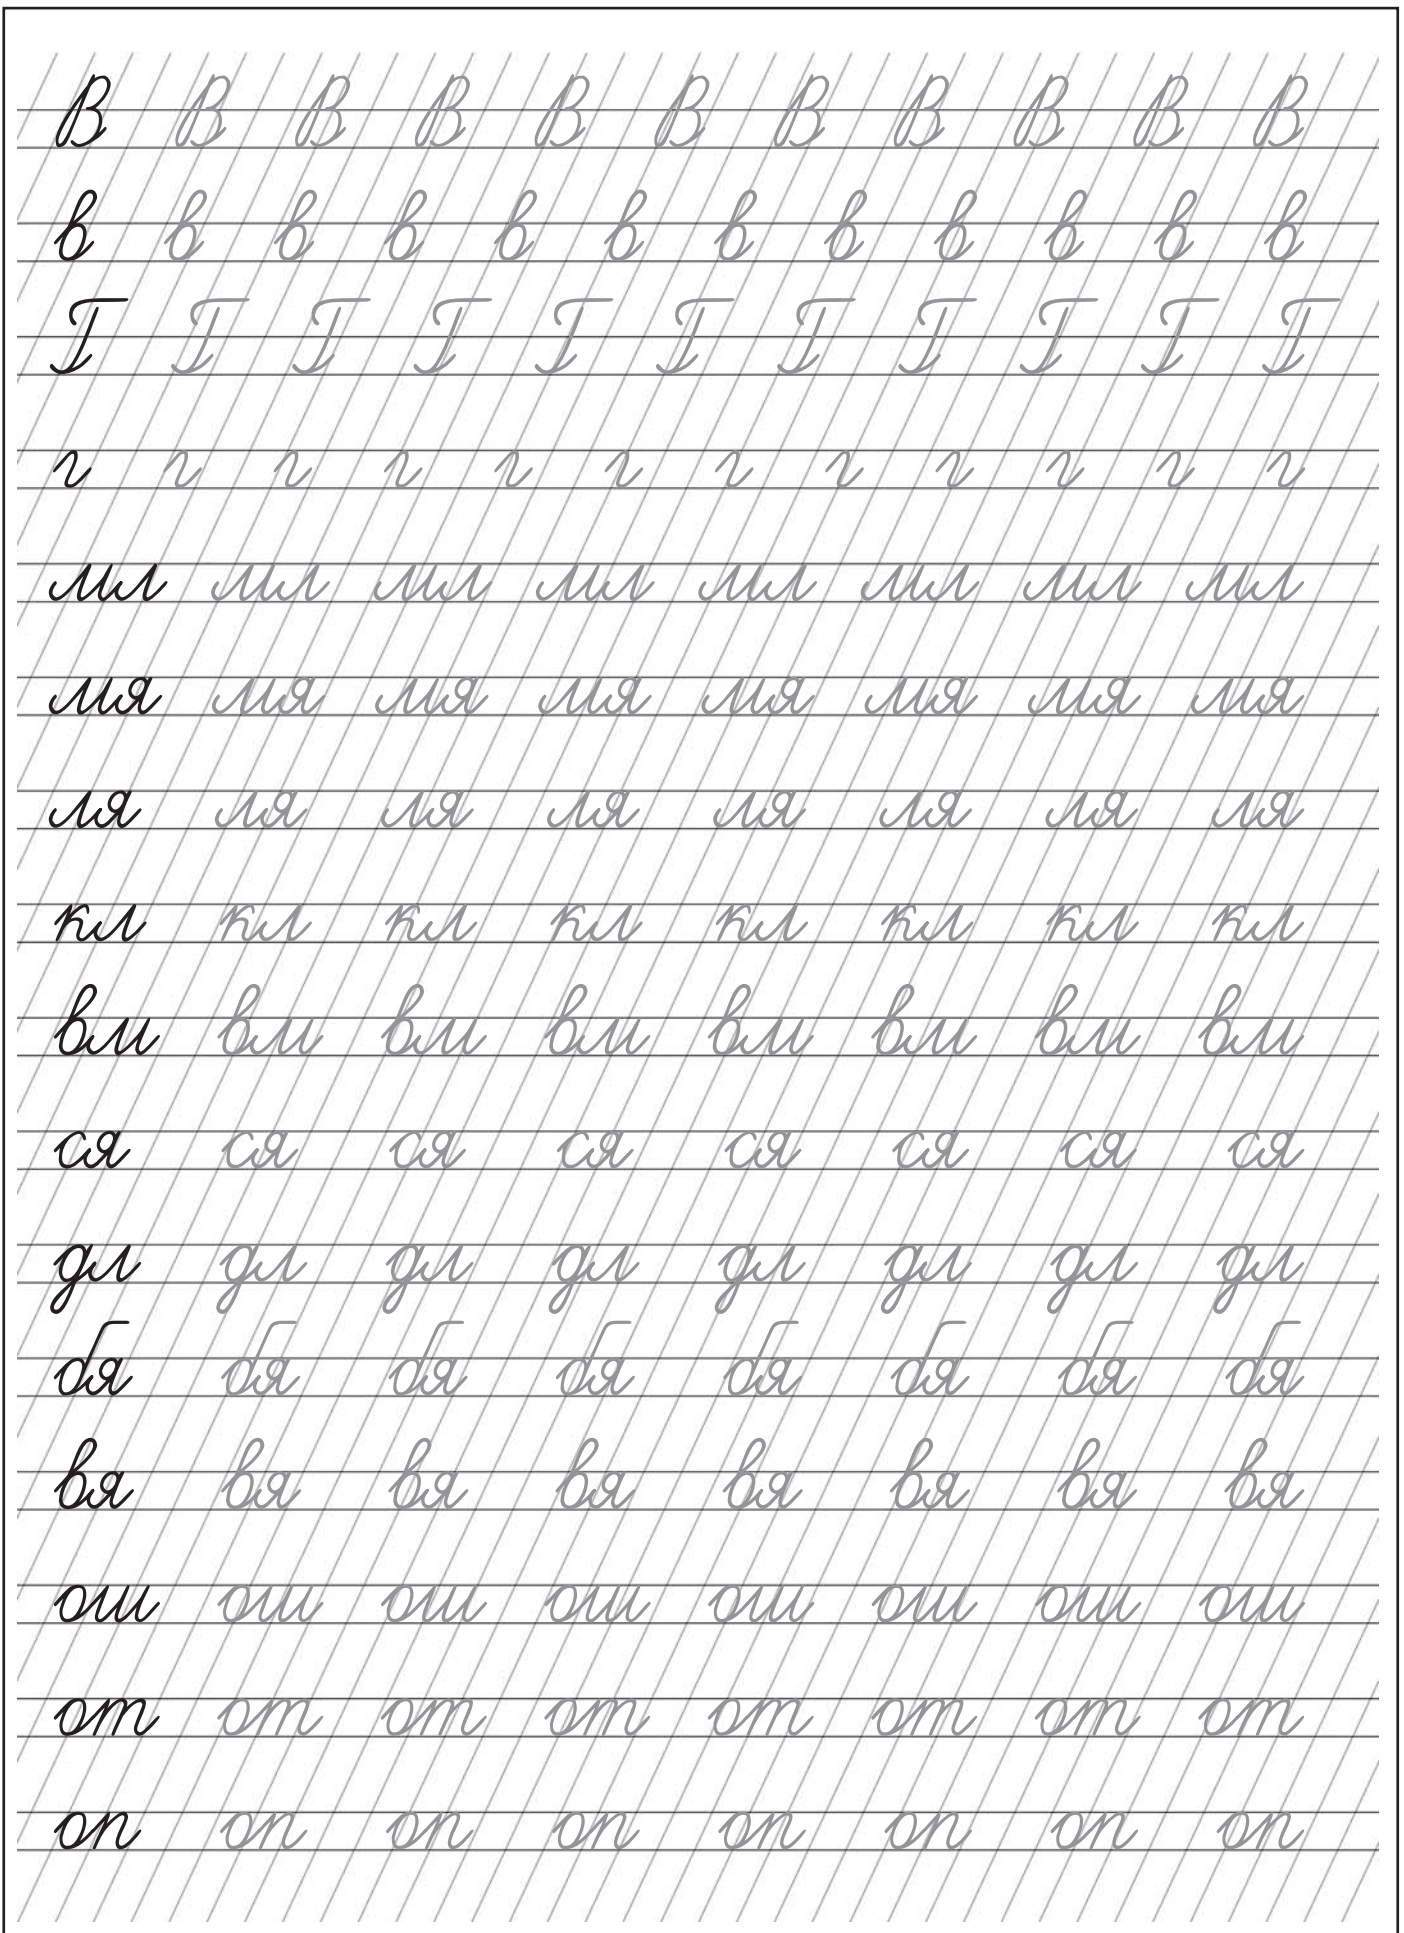 В В В В В В В В В В В
в в в в в в в в в в в в
Г Г Г Г Г Г Г Г Г Г Г
г г г г г г г г г г г г
мл мл мл мл мл мл мл мл
мя мя мя мя мя мя мя мя
ля ля ля ля ля ля ля ля
кл кл кл кл кл кл кл кл
вм вм вм вм вм вм вм вм
ся ся ся ся ся ся ся ся
дл дл дл дл дл дл дл дл
бя бя бя бя бя бя бя бя
вя вя вя вя вя вя вя вя
ош ош ош ош ош ош ош ош
от от от от от от от от
оп оп оп оп оп оп оп оп